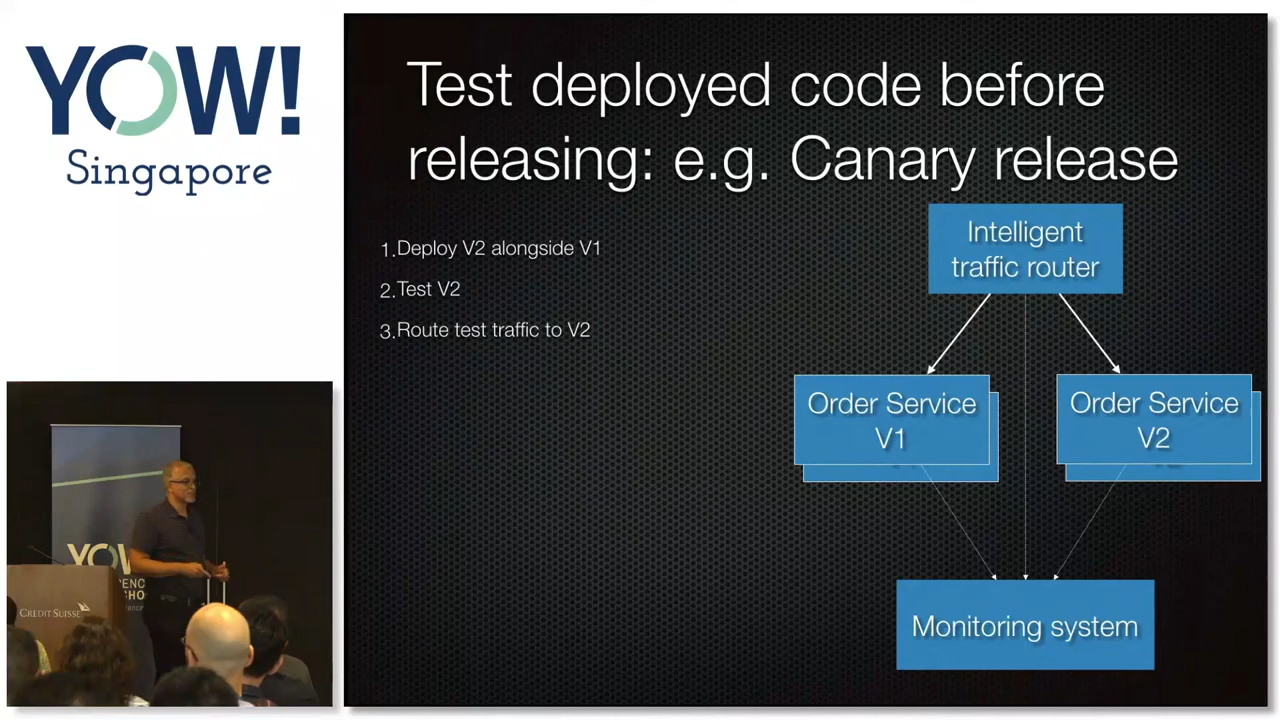 YOW!
Singapore
Test deployed code before
releasing: e.g. Canary release
1.Deploy V2 alongside V1
2.Test V2
3.Route test traffic to V2
Intelligent
traffic router
Order Service
V1
Order Service
V2
Monitoring system
YOW
CREDIT SUISSE